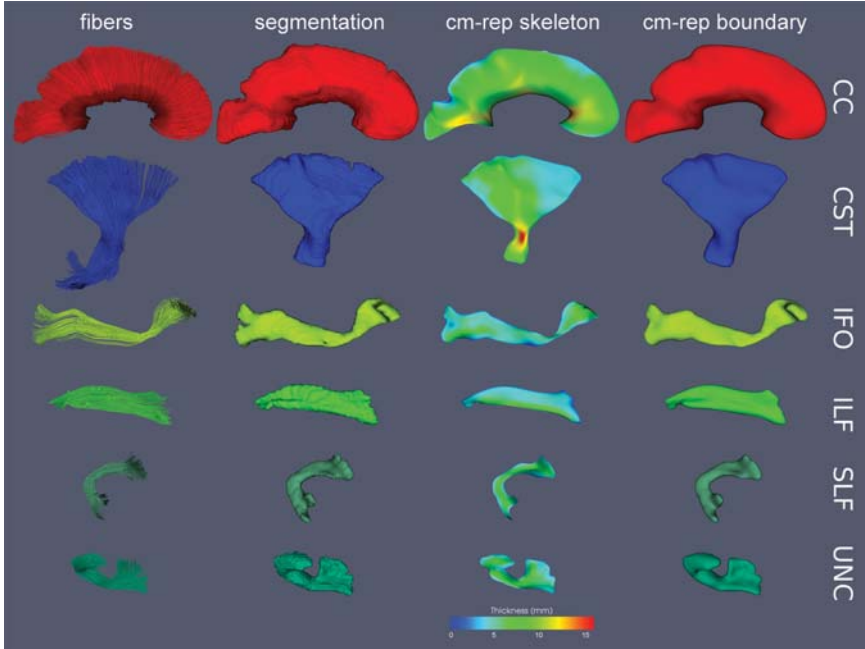 fibers segmentation cm-rep skeleton cm-rep boundary
CC
CST
IFO
ILF
SLF
UNC
Thickness (mm)
0 5 10 15